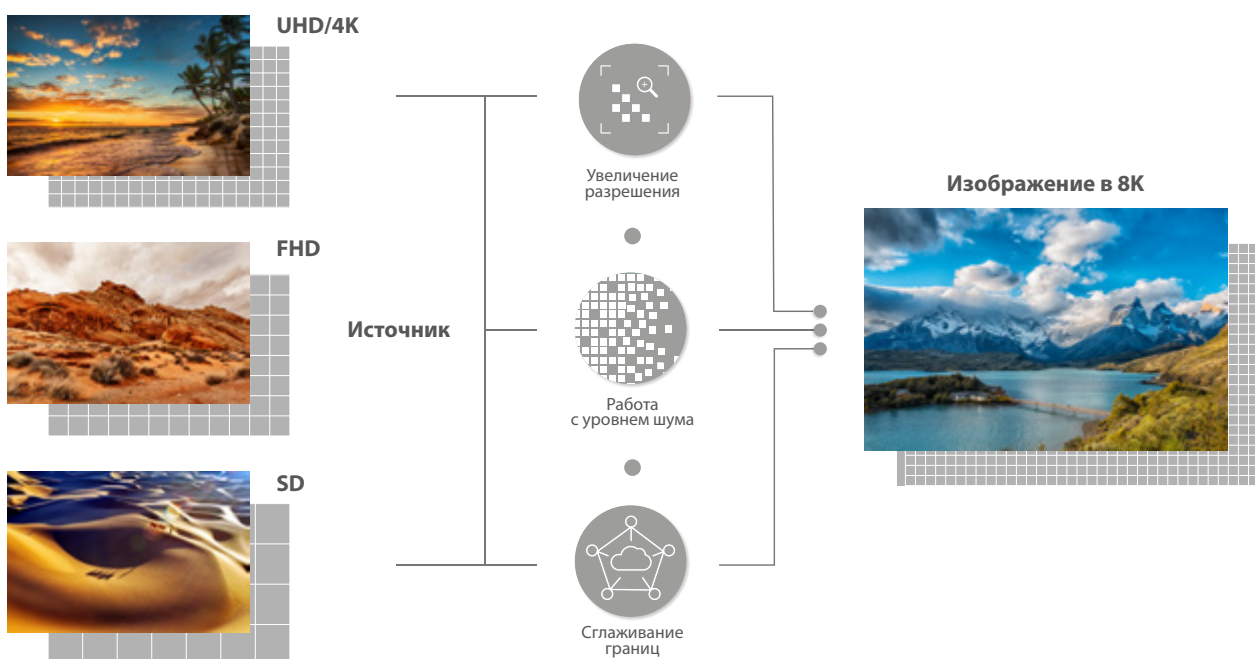 UHD/4K
FHD
SD
Источник
Увеличение
разрешения
Работа
с уровнем шума
Сглаживание
границ
Изображение в 8K